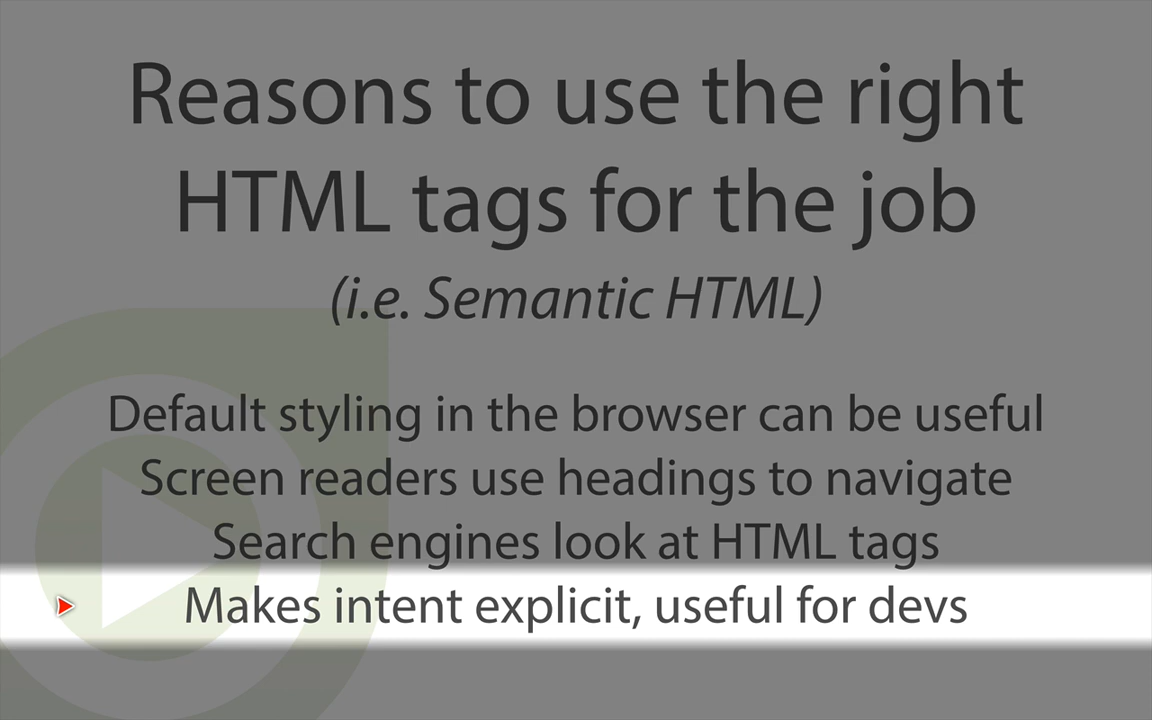 Reasons to use the right
HTML tags for the job
(i.e. Semantic HTML)
Default styling in the browser can be useful
Screen readers use headings to navigate
Search engines look at HTML tags
Makes intent explicit, useful for devs